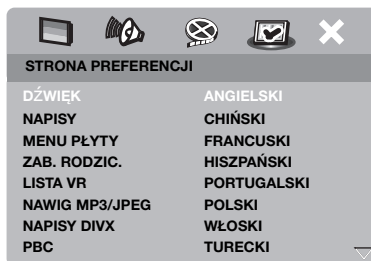 STRONA PREFERENCJI
DŹWIĘK ANGIELSKI
NAPISY CHIŃSKI
MENU PŁYTY FRANCUSKI
ZAB. RODZIC. HISZPAŃSKI
LISTA VR PORTUGALSKI
NAWIG MP3/JPEG POLSKI
NAPISY DIVX WŁOSKI
PBC TURECKI